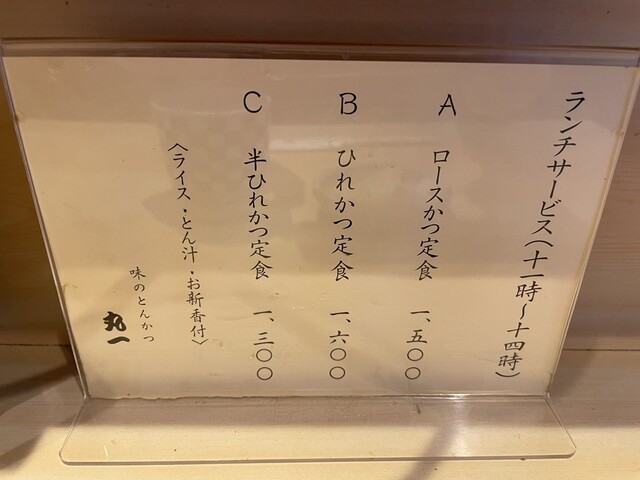 ランチサービス(十一時〜十四時)
A ロースかつ定食 一、五〇〇
B ひれかつ定食 一、六〇〇
C 半ひれかつ定食 一、三〇〇
〈ライス・とん汁・お新香付〉
味のとんかつ
丸一